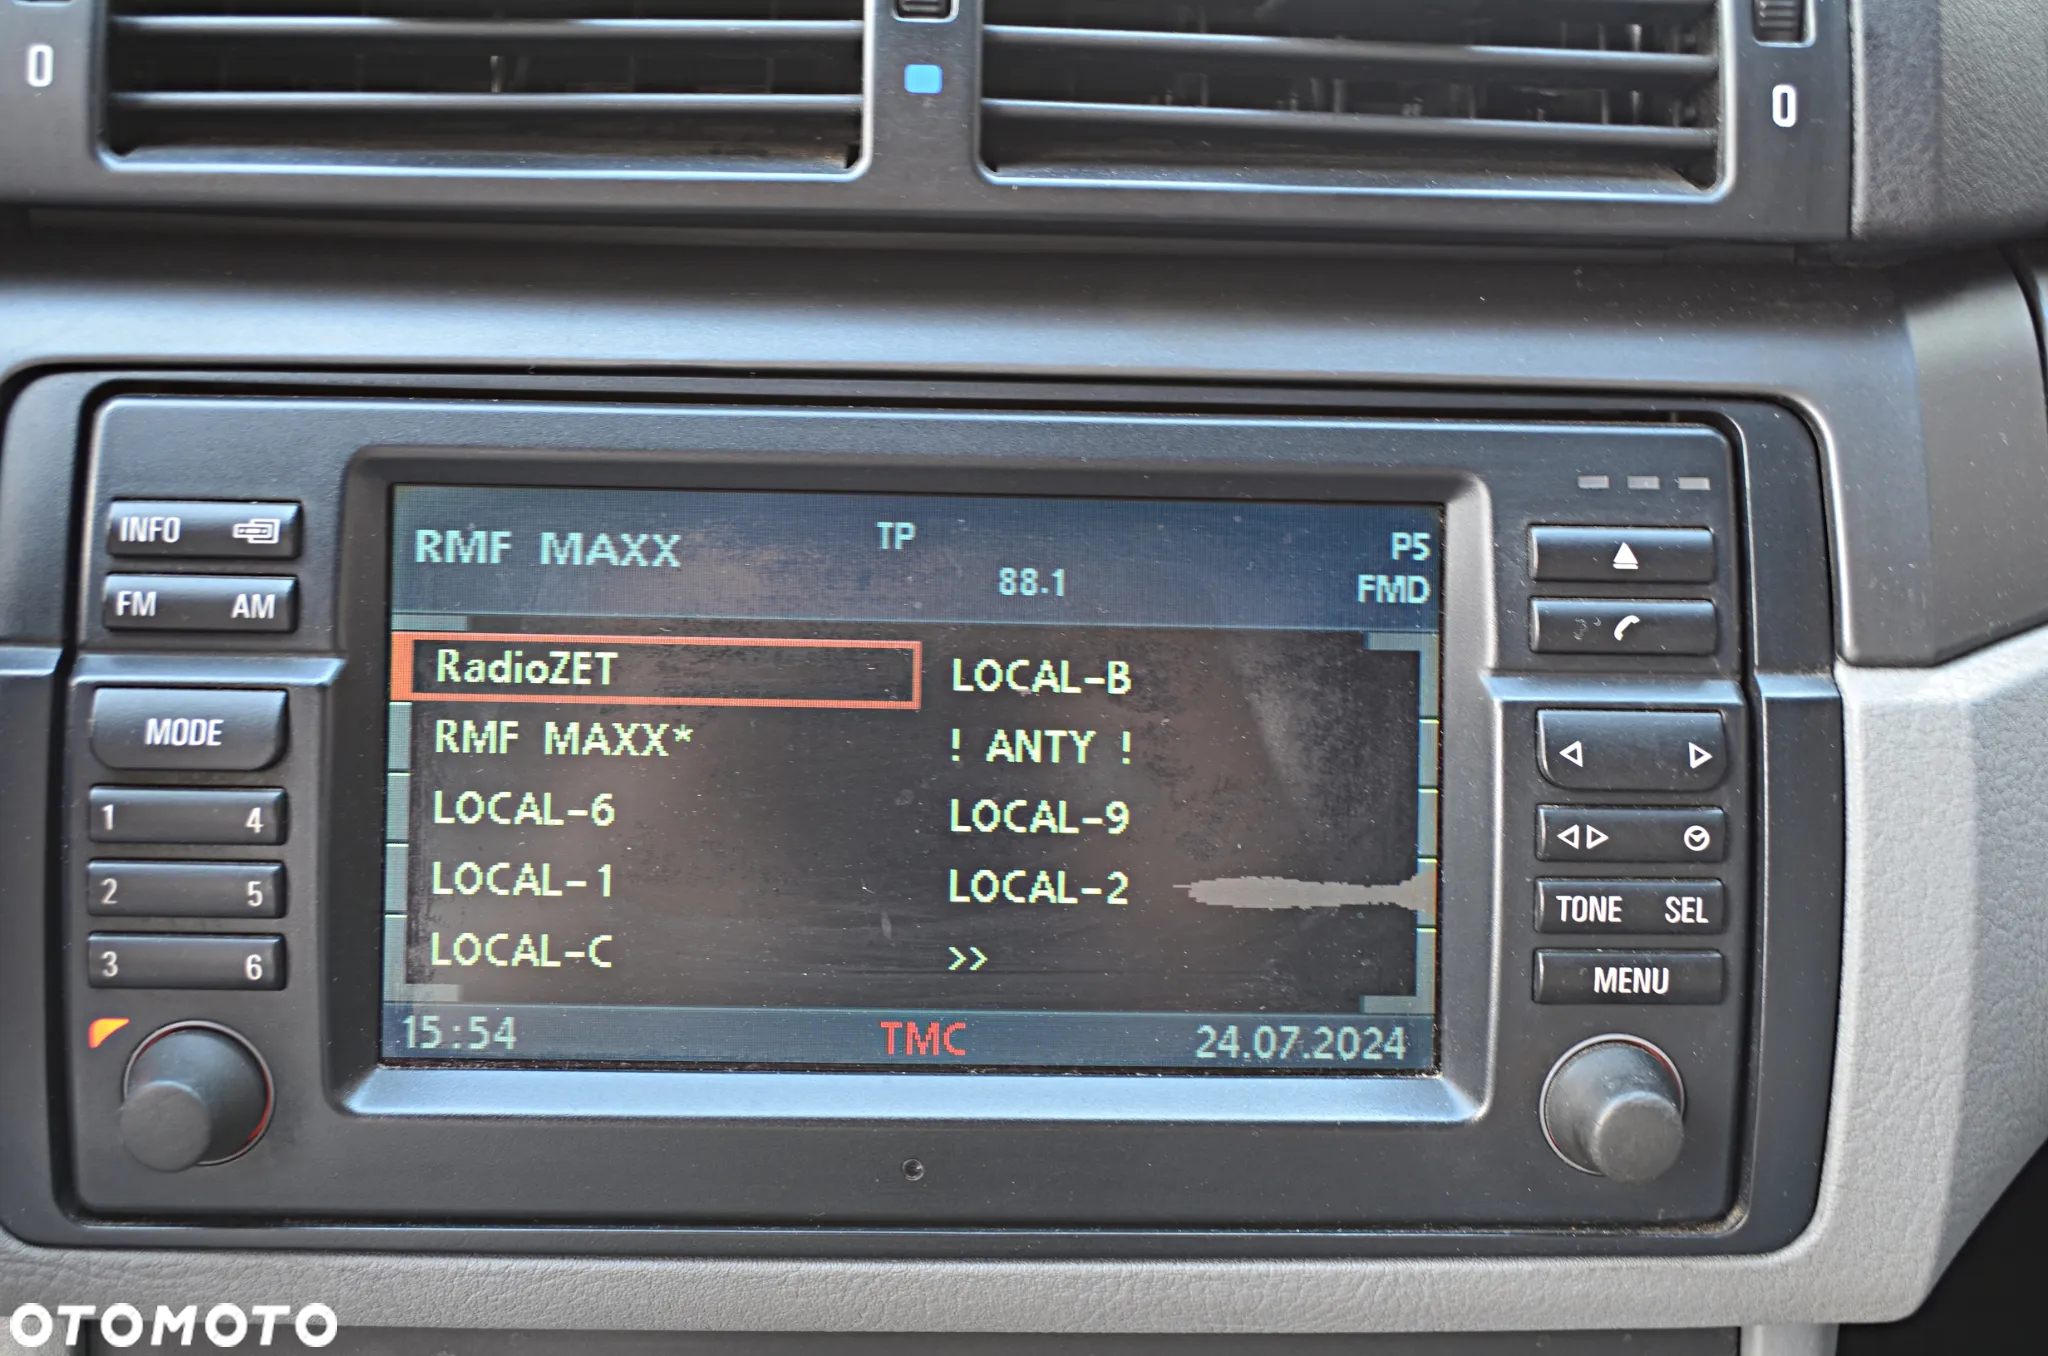 0
0
INFO
FM AM
MODE
1 4
2 5
3 6
RMF MAXX TP 88.1 P5
FMD
RadioZET LOCAL-B
RMF MAXX* ! ANTY !
LOCAL-6 LOCAL-9
LOCAL-1 LOCAL-2
LOCAL-C >>
15:54 TMC 24.07.2024
TONE SEL
MENU
OTOMOTO